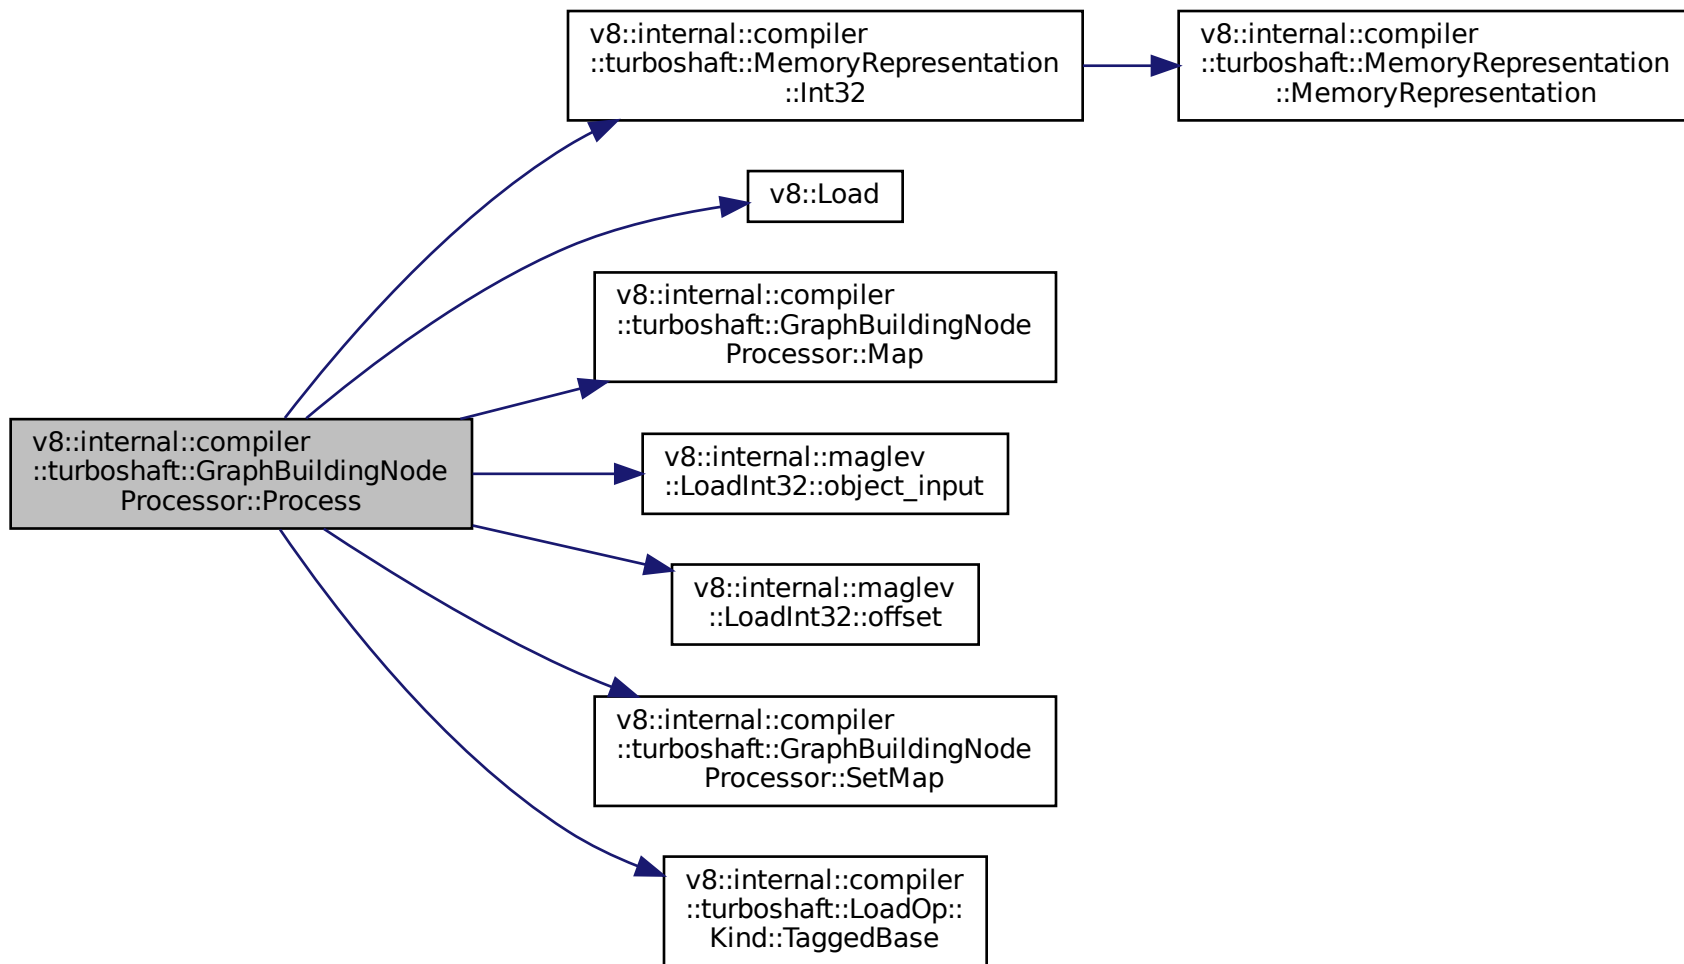 v8::internal::compiler
::turboshaft::MemoryRepresentation
::Int32
v8::internal::compiler
::turboshaft::MemoryRepresentation
::MemoryRepresentation
v8::Load
v8::internal::compiler
::turboshaft::GraphBuildingNode
Processor::Map
v8::internal::compiler
::turboshaft::GraphBuildingNode
Processor::Process
v8::internal::maglev
::LoadInt32::object_input
v8::internal::maglev
::LoadInt32::offset
v8::internal::compiler
::turboshaft::GraphBuildingNode
Processor::SetMap
v8::internal::compiler
::turboshaft::LoadOp::
Kind::TaggedBase